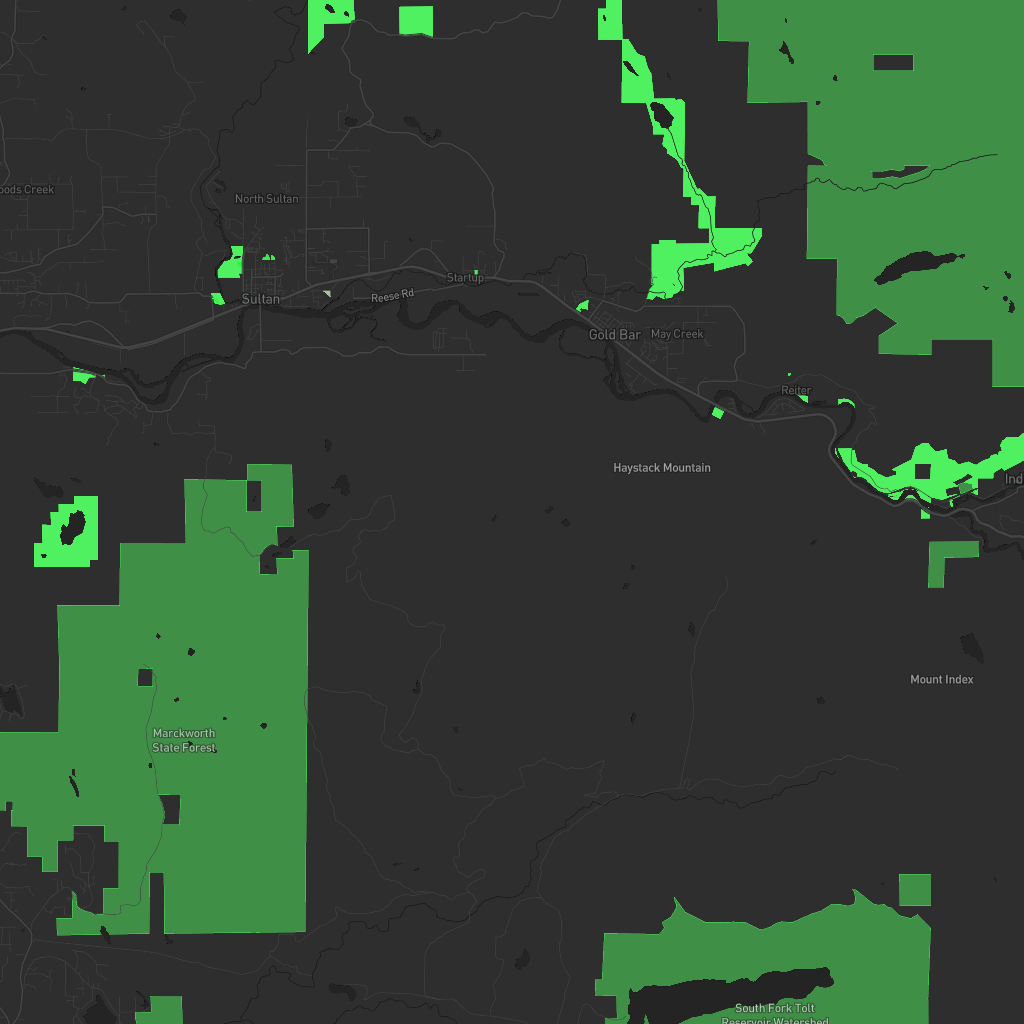 oods Creek
North Sultan
Startup
Reese Rd
Sultan
Gold Bar
May Creek
Reiter
Haystack Mountain
Ind
Mount Index
Marckworth
State Forest
South Fork Tolt
Reservoir Watershed